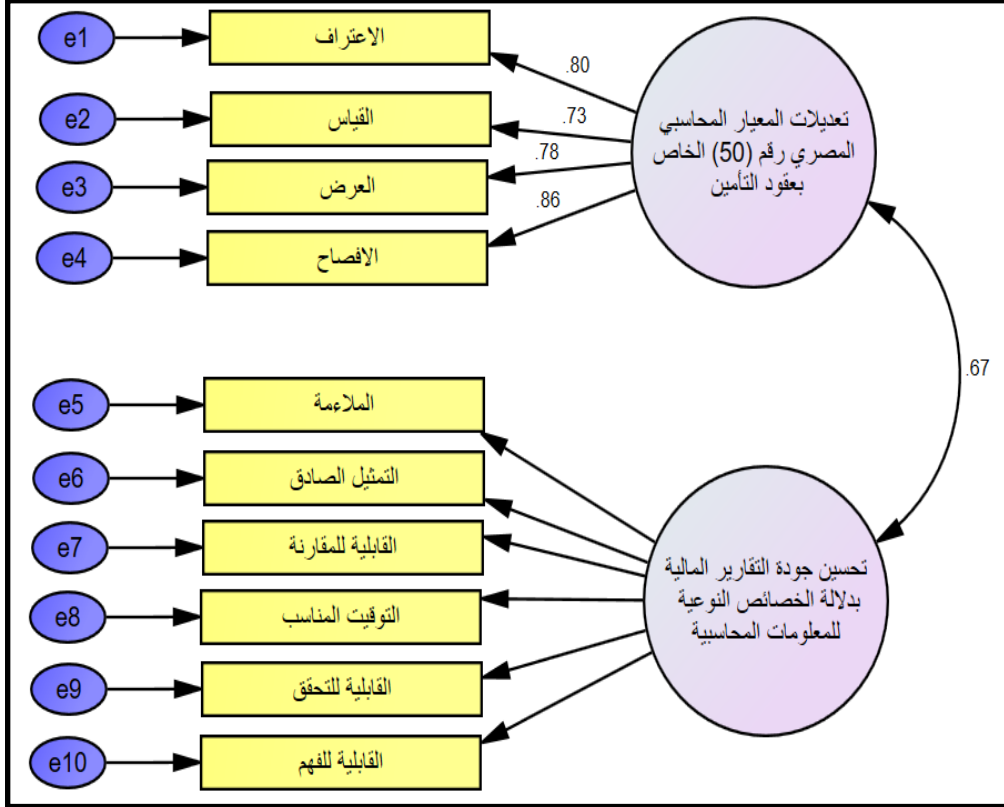 e1
الاعتراف
.80
e2
القياس
.73
e3
العرض
.78
e4
الافصاح
.86
تعديلات المعيار المحاسبي
المصري رقم (50) الخاص
بعقود التأمين
.67
e5
الملاءمة
e6
التمثيل الصادق
e7
القابلية للمقارنة
e8
التوقيت المناسب
e9
القابلية للتحقق
e10
القابلية للفهم
تحسين جودة التقارير المالية
بدلالة الخصائص النوعية
للمعلومات المحاسبية